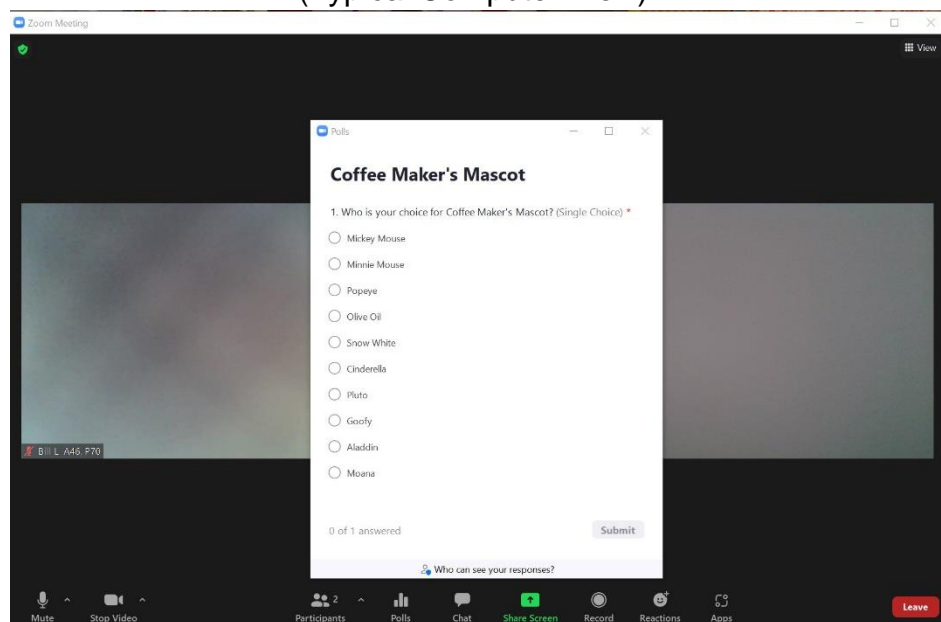 Zoom Meeting
View
Polls
Coffee Maker's Mascot
1. Who is your choice for Coffee Maker's Mascot? (Single Choice) *
Mickey Mouse
Minnie Mouse
Popeye
Olive Oil
Snow White
Cinderella
Pluto
Goofy
Aladdin
Moana
Bill L. A46, P70
0 of 1 answered
Submit
Who can see your responses?
2
Mute Stop Video Participants Polls Chat Share Screen Record Reactions Apps Leave